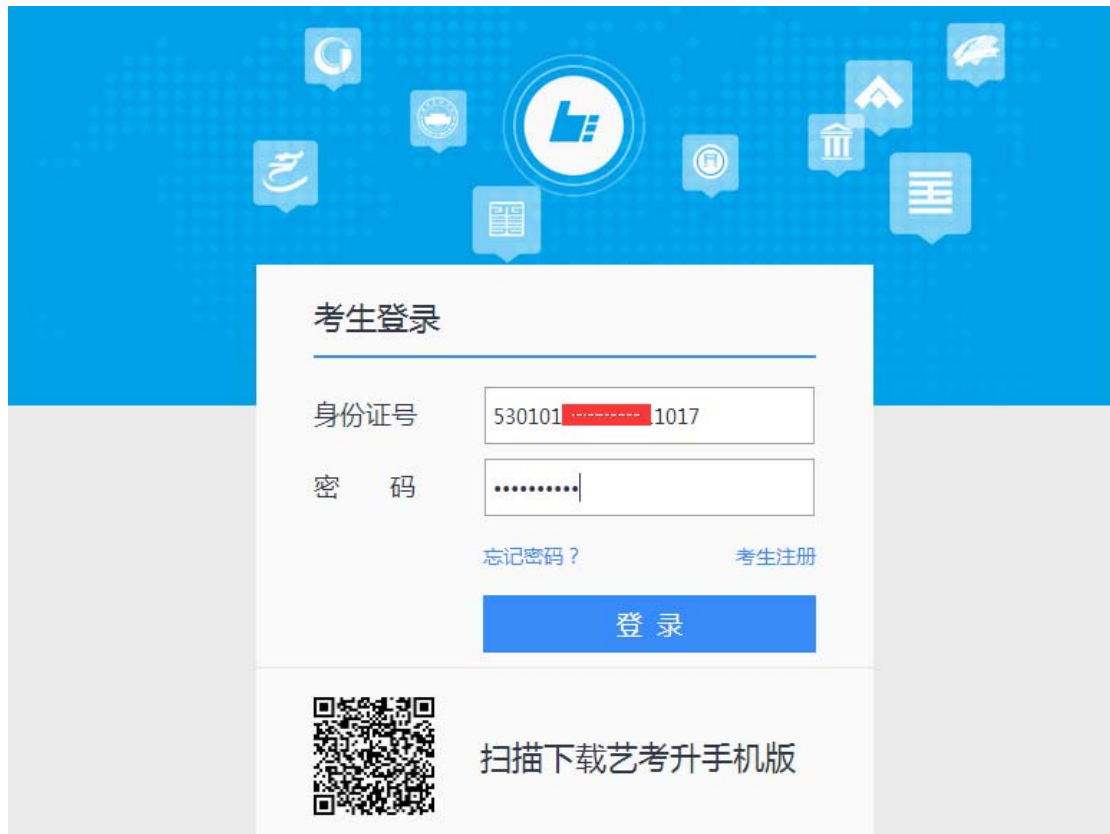 考生登录
身份证号 530101 1017
密 码 ••••••••••
忘记密码？ 考生注册
登 录
扫描下载艺考升手机版